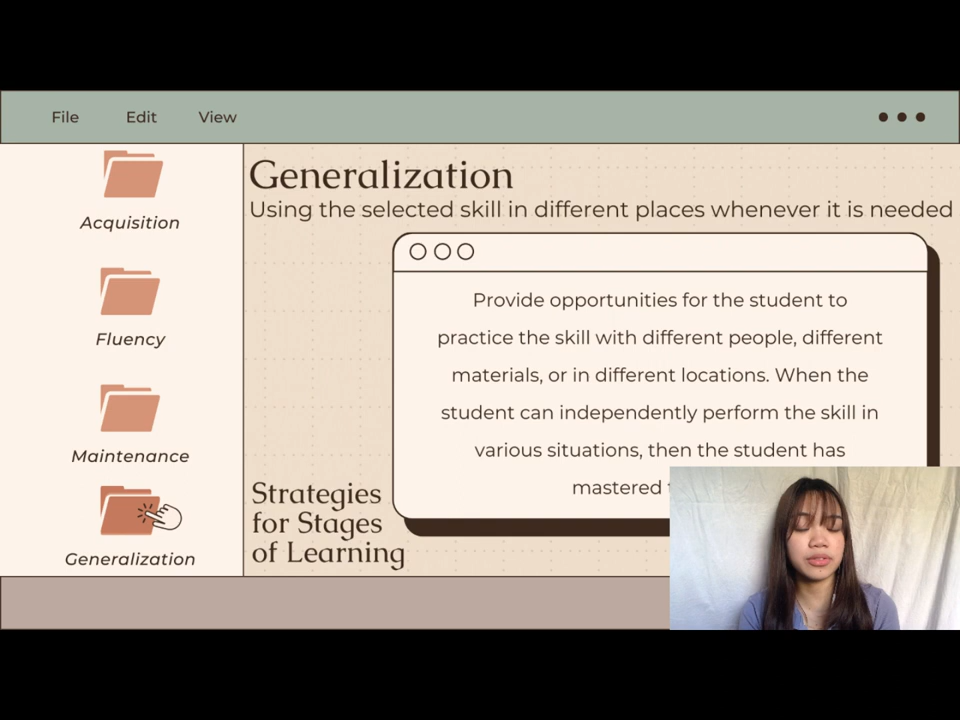 File Edit View
Acquisition
Fluency
Maintenance
Generalization
Generalization
Using the selected skill in different places whenever it is needed
Provide opportunities for the student to
practice the skill with different people, different
materials, or in different locations. When the
student can independently perform the skill in
various situations, then the student has
mastered
Strategies
for Stages
of Learning